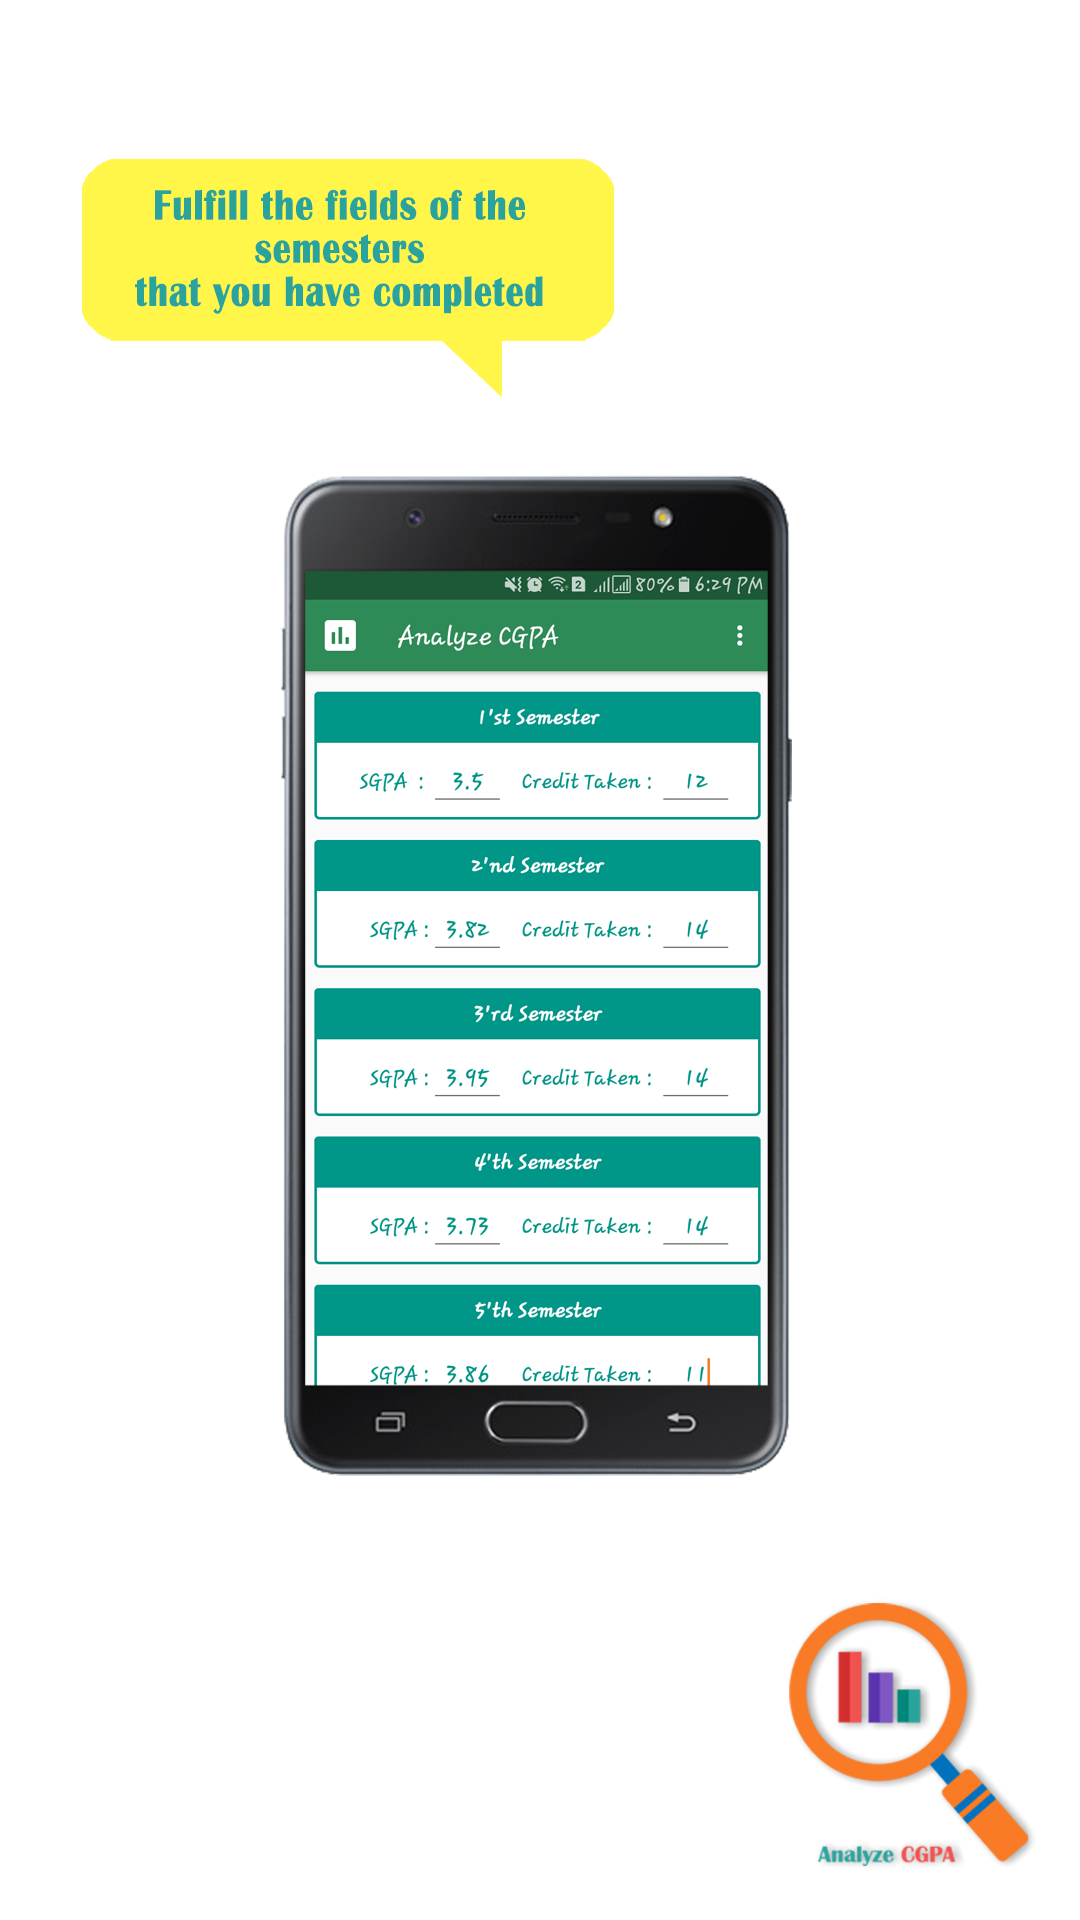 Fulfill the fields of the
semesters
that you have completed
2 80% 6:29 PM
Analyze CGPA
1'st Semester
SGPA : 3.5 Credit Taken : 12
2'nd Semester
SGPA : 3.82 Credit Taken : 14
3'rd Semester
SGPA : 3.95 Credit Taken : 14
4'th Semester
SGPA : 3.73 Credit Taken : 14
5'th Semester
SGPA : 3.86 Credit Taken : 11
Analyze CGPA